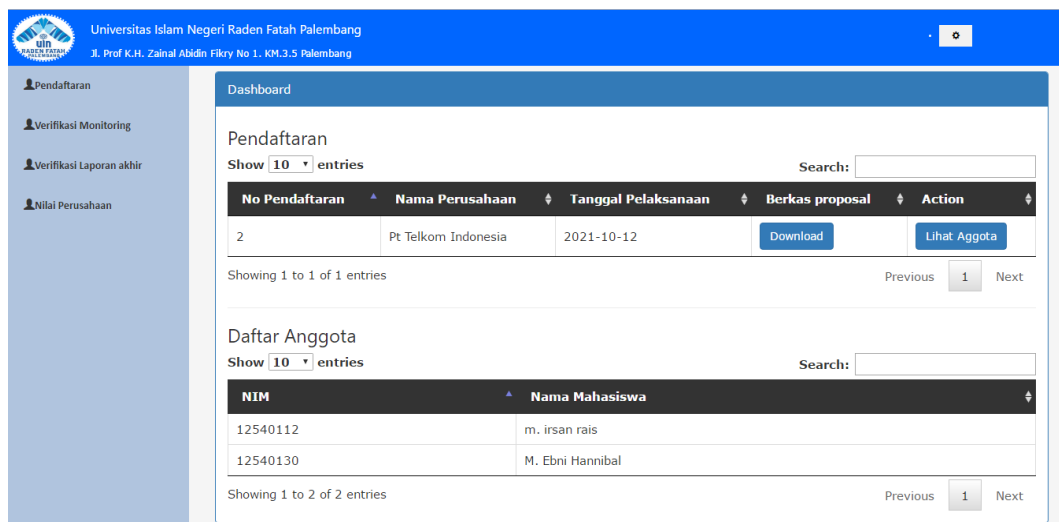 uin
RADEN FATAH
PALEMBANG
Universitas Islam Negeri Raden Fatah Palembang
Jl. Prof K.H. Zainal Abidin Fikry No 1. KM.3.5 Palembang
Pendaftaran
Verifikasi Monitoring
Verifikasi Laporan akhir
Nilai Perusahaan
Dashboard
Pendaftaran
Show 10 entries Search:
No Pendaftaran Nama Perusahaan Tanggal Pelaksanaan Berkas proposal Action
2 Pt Telkom Indonesia 2021-10-12 Download Lihat Aggota
Showing 1 to 1 of 1 entries Previous 1 Next
Daftar Anggota
Show 10 entries Search:
NIM Nama Mahasiswa
12540112 m. irsan rais
12540130 M. Ebni Hannibal
Showing 1 to 2 of 2 entries Previous 1 Next